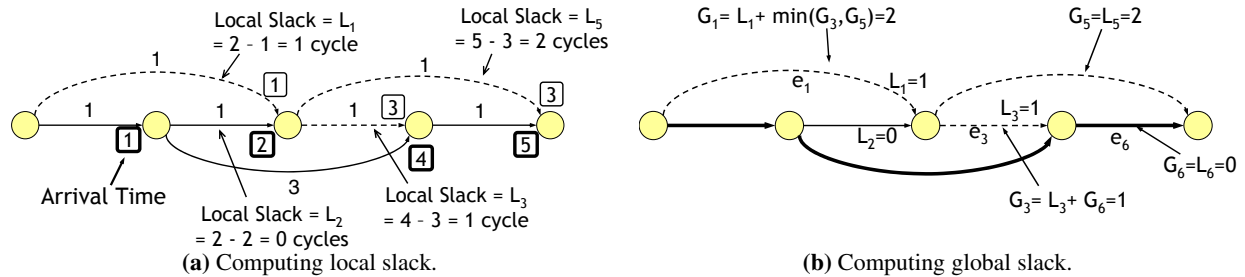 Local Slack = L₁
= 2 - 1 = 1 cycle
Local Slack = L₅
= 5 - 3 = 2 cycles
1
1
1
3
1
1
3
1
1
1
2
4
5
3
Arrival Time
Local Slack = L₂
= 2 - 2 = 0 cycles
Local Slack = L₃
= 4 - 3 = 1 cycle
(a) Computing local slack.
G₁= L₁+ min(G₃,G₅)=2
G₅=L₅=2
e₁
L₁=1
L₃=1
L₂=0
e₃
e₆
G₆=L₆=0
G₃= L₃+ G₆=1
(b) Computing global slack.